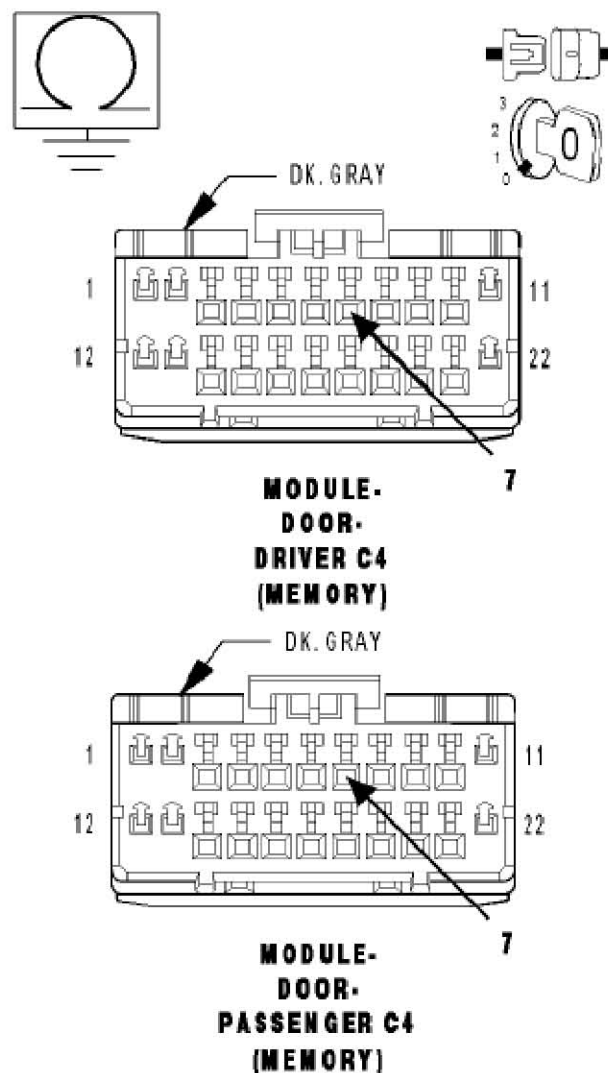 3
2
1
0
DK. GRAY
1
11
12
22
7
MODULE-
DOOR-
DRIVER C4
(MEMORY)
DK. GRAY
1
11
12
22
7
MODULE-
DOOR-
PASSENGER C4
(MEMORY)